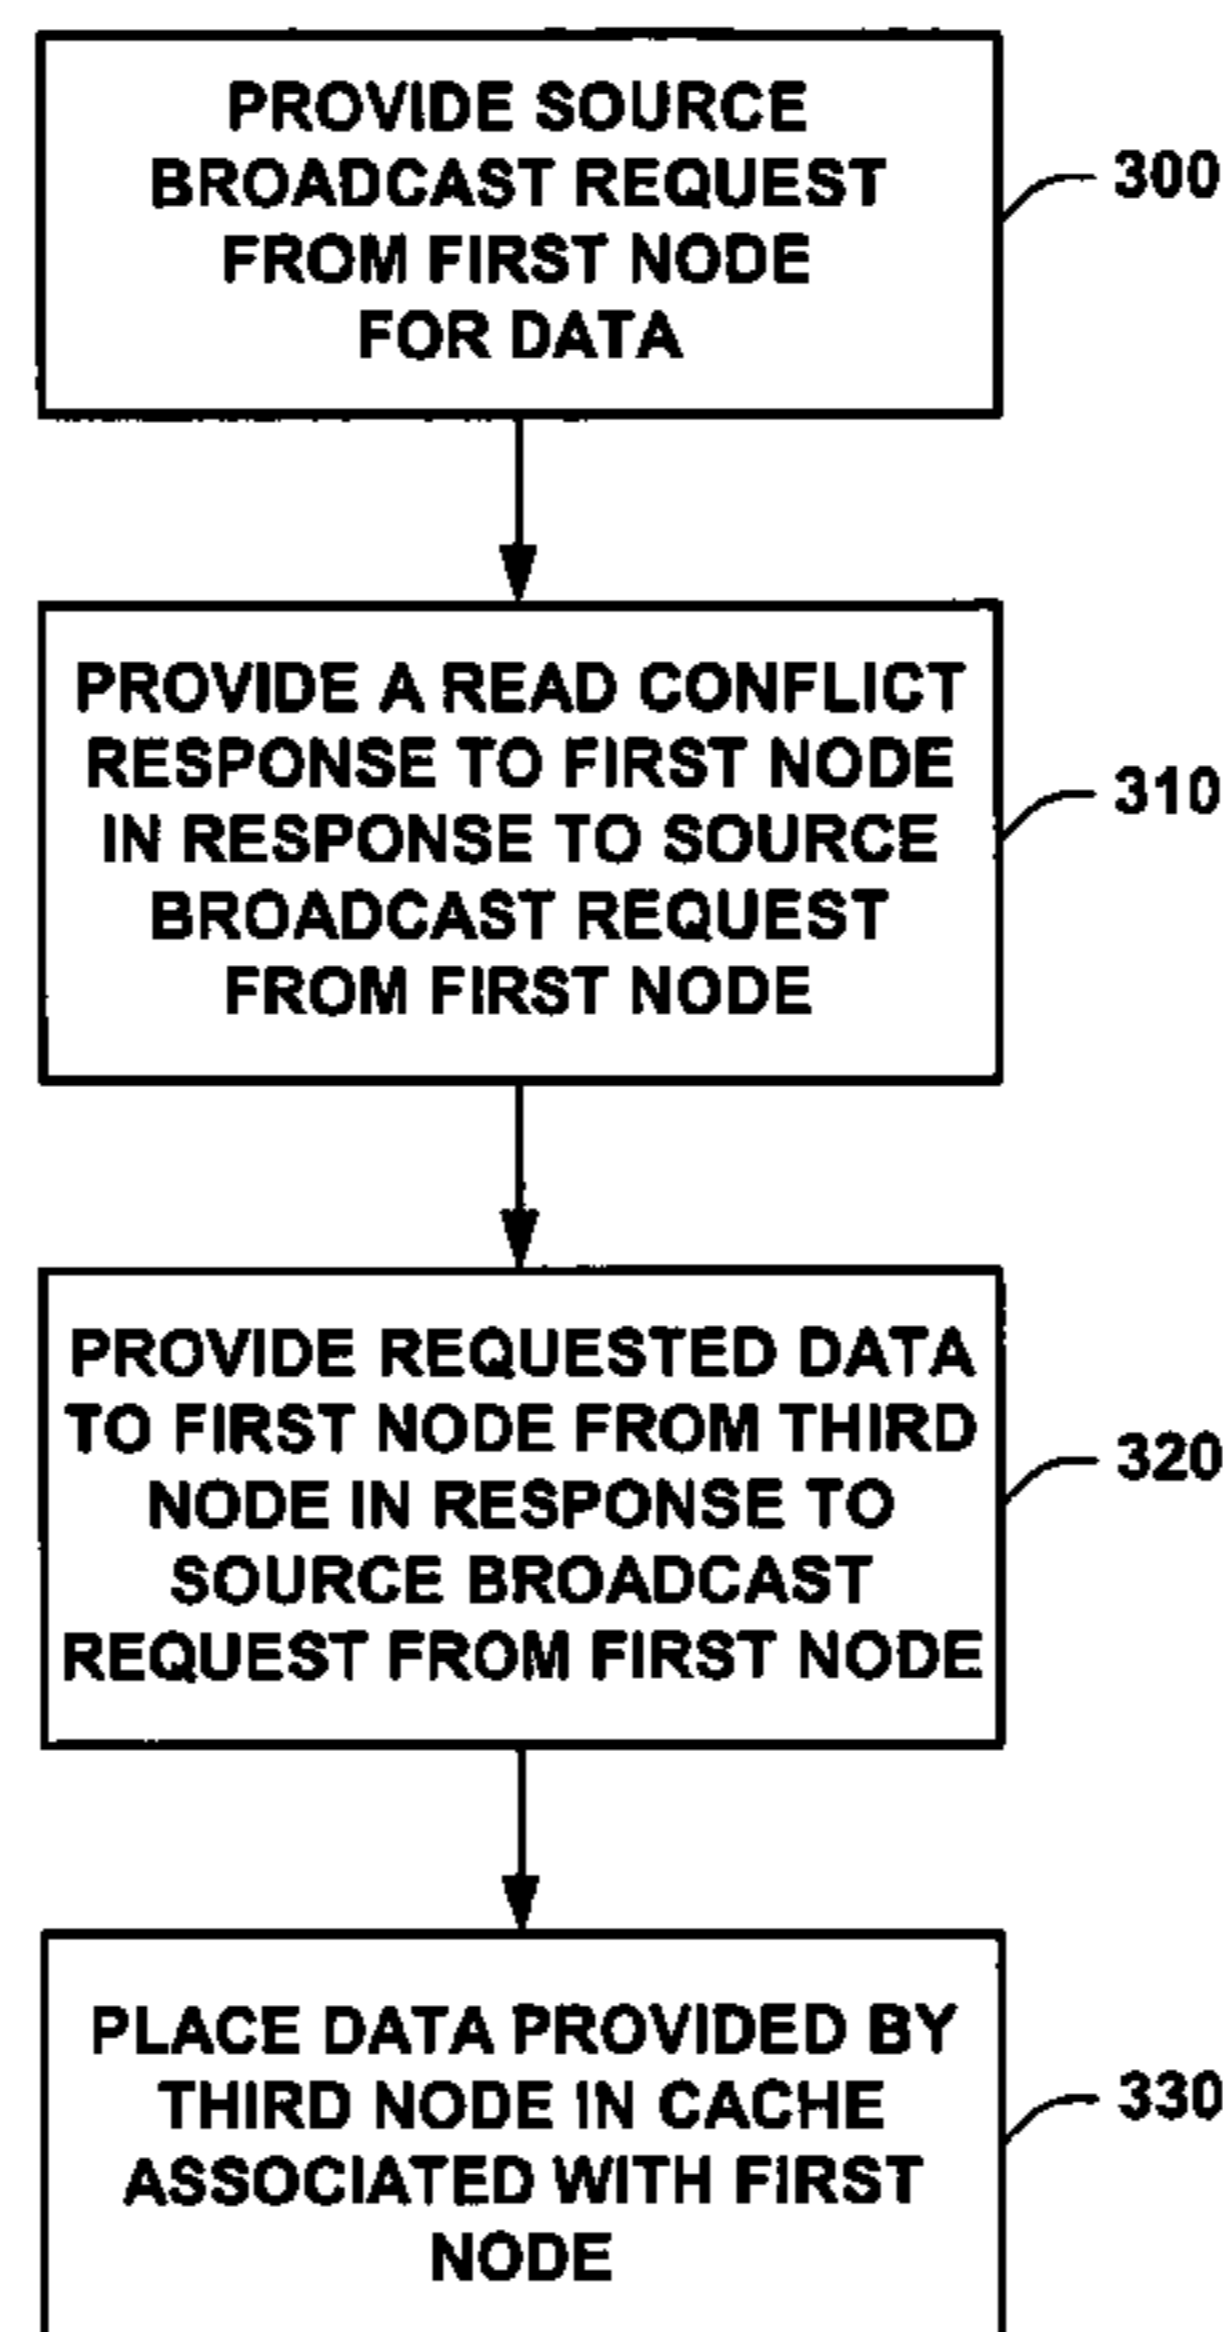 PROVIDE SOURCE
BROADCAST REQUEST
FROM FIRST NODE
FOR DATA
300
PROVIDE A READ CONFLICT
RESPONSE TO FIRST NODE
IN RESPONSE TO SOURCE
BROADCAST REQUEST
FROM FIRST NODE
310
PROVIDE REQUESTED DATA
TO FIRST NODE FROM THIRD
NODE IN RESPONSE TO
SOURCE BROADCAST
REQUEST FROM FIRST NODE
320
PLACE DATA PROVIDED BY
THIRD NODE IN CACHE
ASSOCIATED WITH FIRST
NODE
330